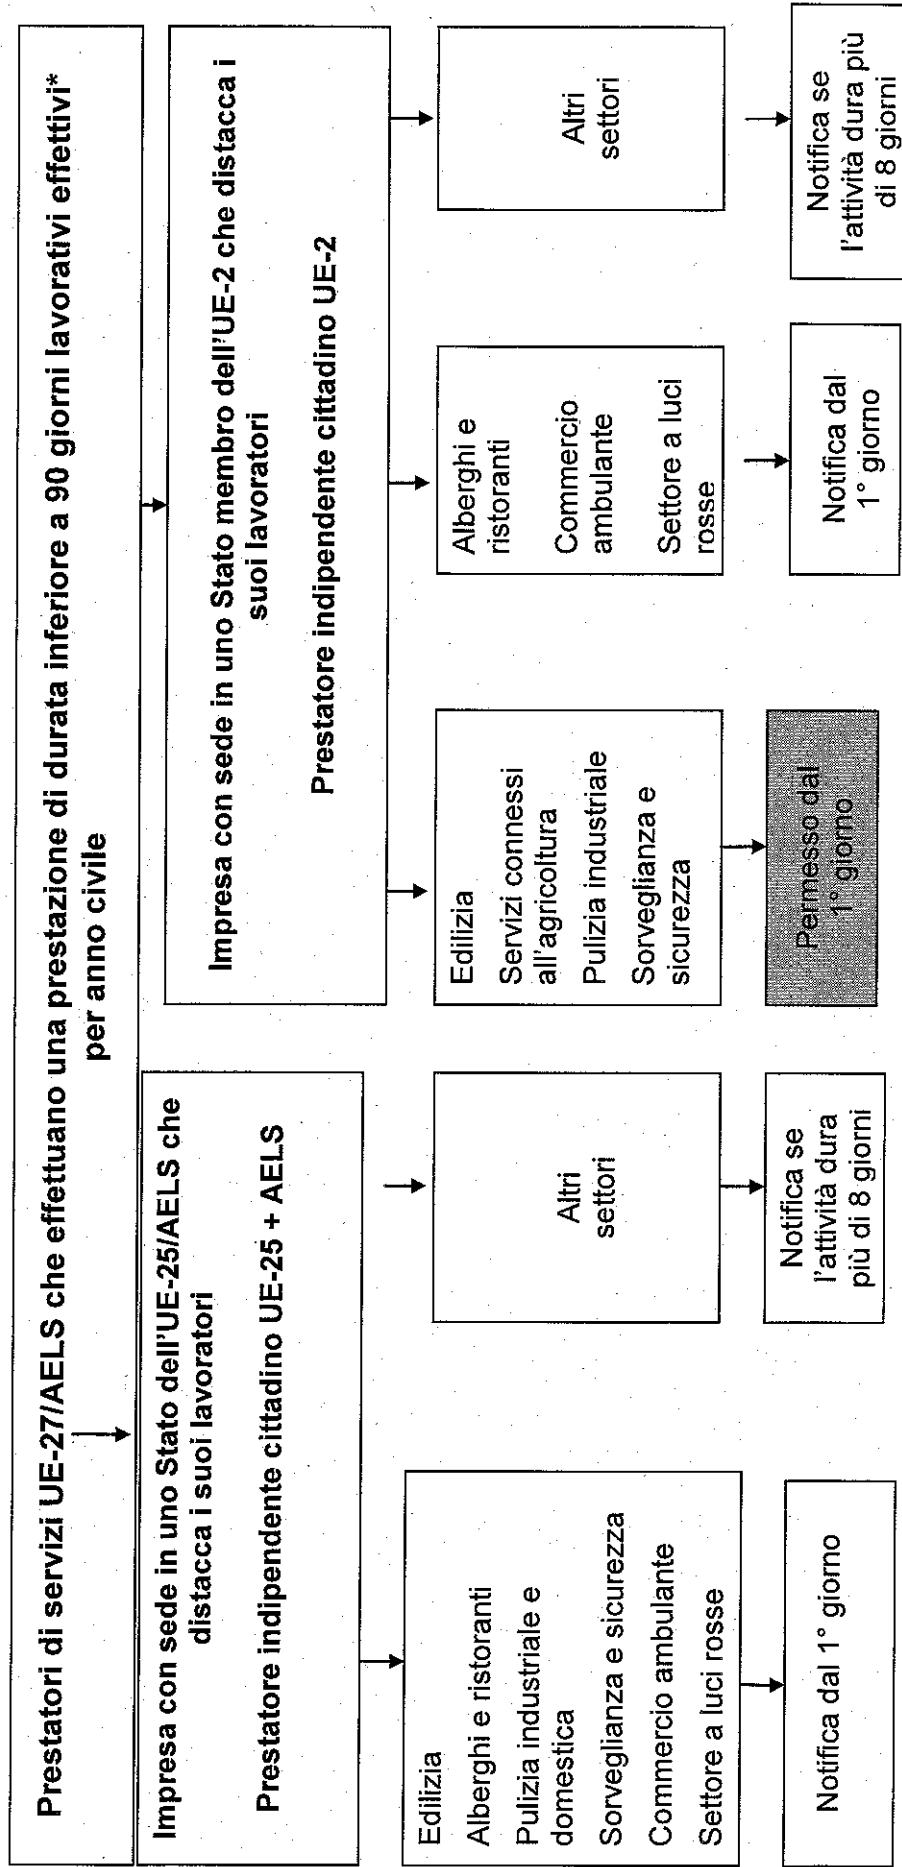 Prestatori di servizi UE-27/AELS che effettuano una prestazione di durata inferiore a 90 giorni lavorativi effettivi*
per anno civile
Impresa con sede in uno Stato dell'UE-25/AELS che
distacca i suoi lavoratori
Prestatore indipendente cittadino UE-25 + AELS
Impresa con sede in uno Stato membro dell'UE-2 che distacca i
suoi lavoratori
Prestatore indipendente cittadino UE-2
Edilizia
Alberghi e ristoranti
Pulizia industriale e
domestica
Sorveglianza e sicurezza
Commercio ambulante
Settore a luci rosse
Altri
settori
Edilizia
Servizi connessi
all'agricoltura
Pulizia industriale
Sorveglianza e
sicurezza
Alberghi e
ristoranti
Commercio
ambulante
Settore a luci
rosse
Altri
settori
Notifica dal 1° giorno
Notifica se
l'attività dura
più di 8 giorni
Permesso dal
1° giorno
Notifica dal
1° giorno
Notifica se
l'attività dura più
di 8 giorni